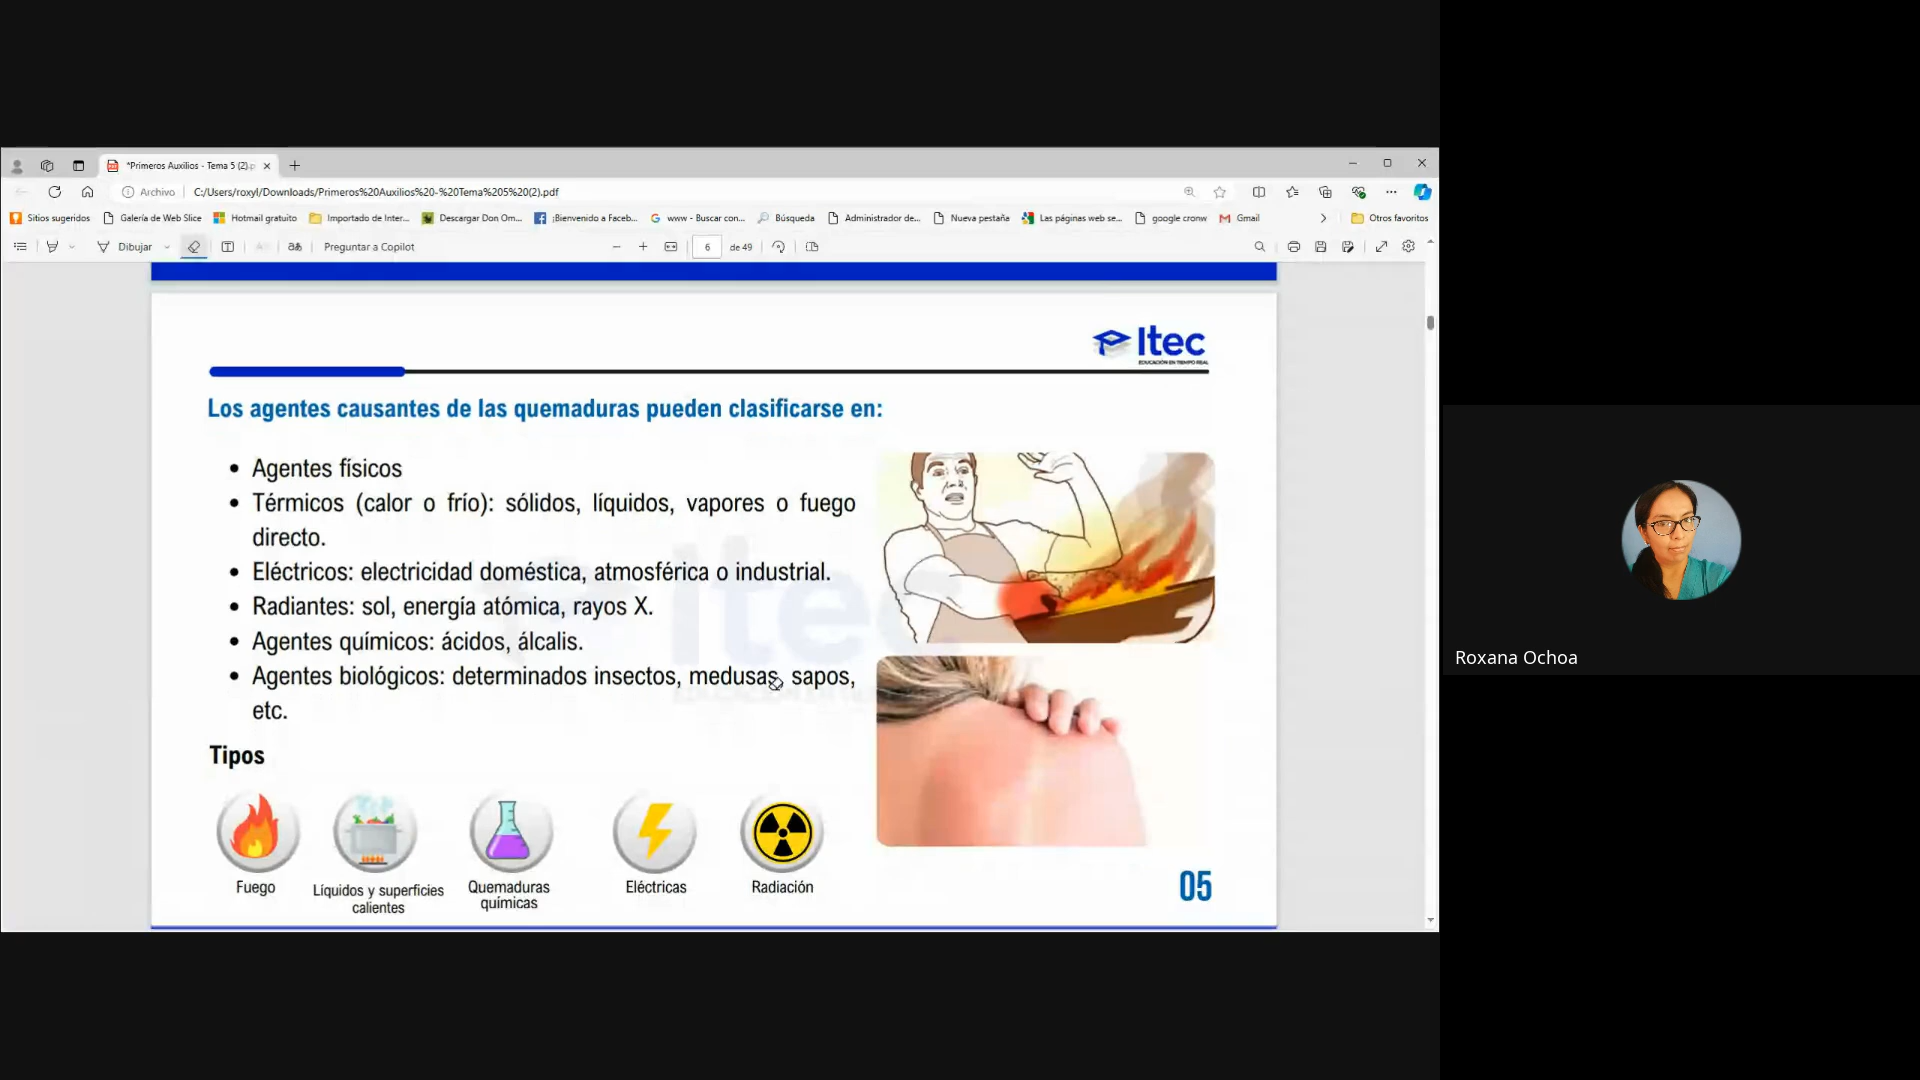 *Primeros Auxilios - Tema 5 (2).p
Archivo
C:/Users/roxyl/Downloads/Primeros%20Auxilios%20-%20Tema%205%20(2).pdf
Sitios sugeridos
Galería de Web Slice
Hotmail gratuito
Importado de Inter...
Descargar Don Om...
¡Bienvenido a Faceb...
www - Buscar con...
Búsqueda
Administrador de...
Nueva pestaña
Las páginas web se...
google cronw
Gmail
Otros favoritos
Dibujar
Preguntar a Copilot
6 de 49
Itec
EDUCACIÓN EN TIEMPO REAL
Los agentes causantes de las quemaduras pueden clasificarse en:
• Agentes físicos
• Térmicos (calor o frío): sólidos, líquidos, vapores o fuego
directo.
• Eléctricos: electricidad doméstica, atmosférica o industrial.
• Radiantes: sol, energía atómica, rayos X.
• Agentes químicos: ácidos, álcalis.
• Agentes biológicos: determinados insectos, medusas, sapos,
etc.
Tipos
Fuego
Líquidos y superficies
calientes
Quemaduras
químicas
Eléctricas
Radiación
05
Roxana Ochoa